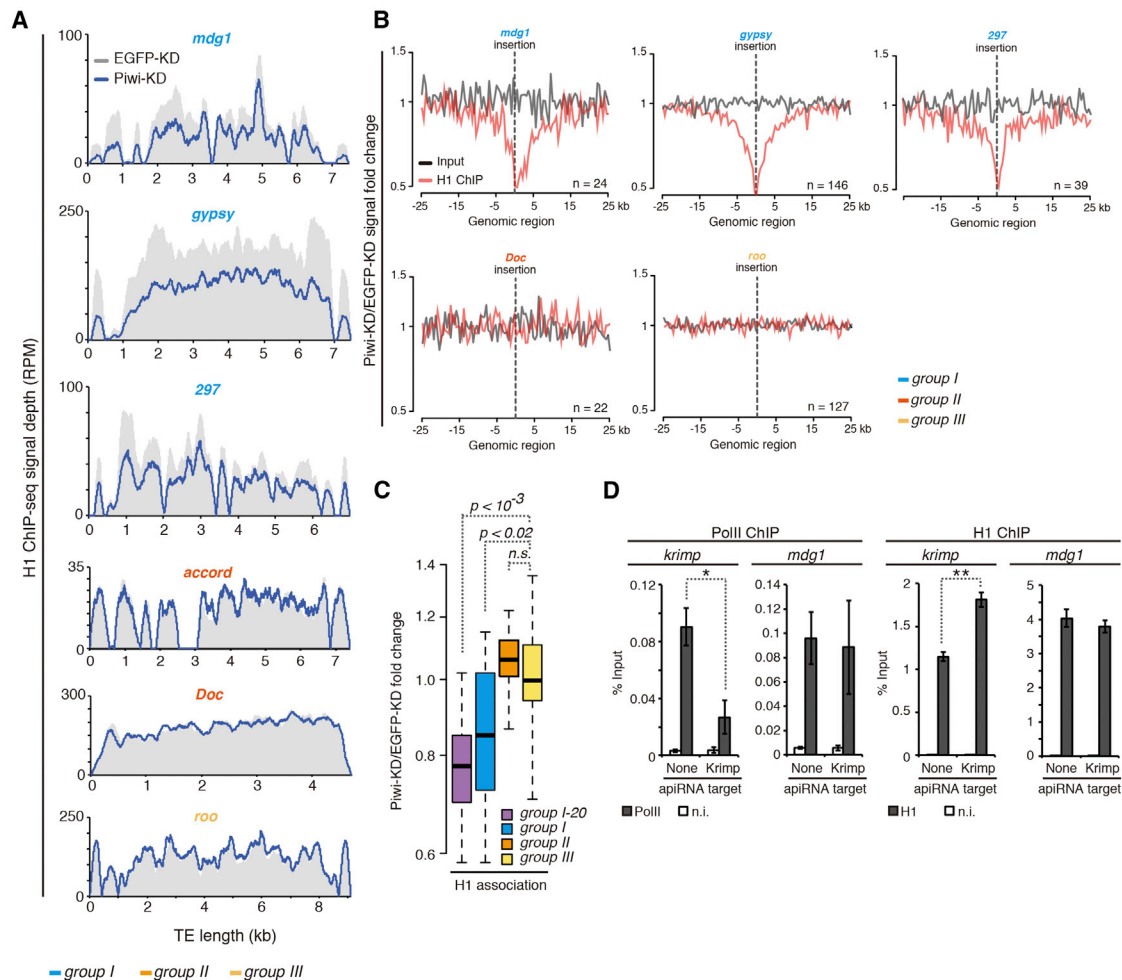 A
H1 ChIP-seq signal depth (RPM)
mdg1
100
0
EGFP-KD
Piwi-KD
0 1 2 3 4 5 6 7
gypsy
250
0
0 1 2 3 4 5 6 7
297
100
0
0 1 2 3 4 5 6
accord
35
0
0 1 2 3 4 5 6 7
Doc
300
0
0 1 2 3 4
roo
250
0
0 2 4 6 8
TE length (kb)
group I group II group III
B
Piwi-KD/EGFP-KD signal fold change
mdg1
insertion
1.5
1
0.5
Input
H1 ChIP
n = 24
-25 -15 -5 5 15 25 kb
Genomic region
gypsy
insertion
1.5
1
0.5
n = 146
-25 -15 -5 5 15 25 kb
Genomic region
297
insertion
1.5
1
0.5
n = 39
-25 -15 -5 5 15 25 kb
Genomic region
Doc
insertion
1.5
1
0.5
n = 22
-25 -15 -5 5 15 25 kb
Genomic region
roo
insertion
1.5
1
0.5
n = 127
-25 -15 -5 5 15 25 kb
Genomic region
group I
group II
group III
C
p < 10-3
p < 0.02
n.s.
Piwi-KD/EGFP-KD fold change
1.2
1.0
0.8
0.6
group I-20
group I
group II
group III
H1 association
D
PolII ChIP
krimp
% Input
0.12
0.08
0.04
0
*
None Krimp
apiRNA target
mdg1
0.14
0.12
0.1
0.08
0.06
0.04
0.02
0
None Krimp
apiRNA target
PolII n.i.
H1 ChIP
krimp
% Input
2
1.5
1
0.5
0
**
None Krimp
apiRNA target
mdg1
5
4
3
2
1
0
None Krimp
apiRNA target
H1 n.i.